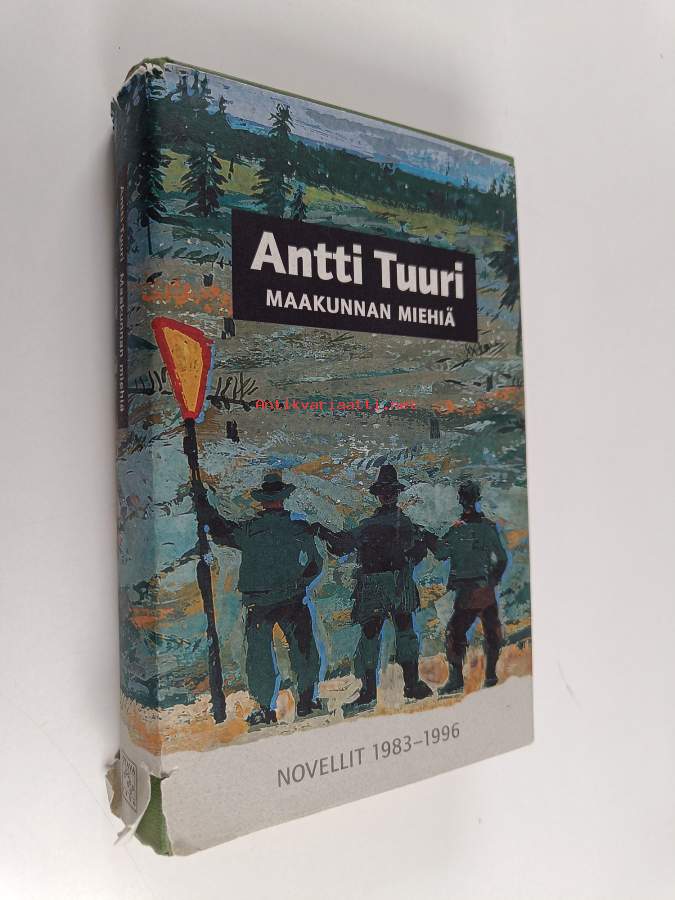 Antti Tuuri
MAAKUNNAN MIEHIÄ
Antikvariaatti.net
NOVELLIT 1983–1996
Antti Tuuri Maakunnan miehiä